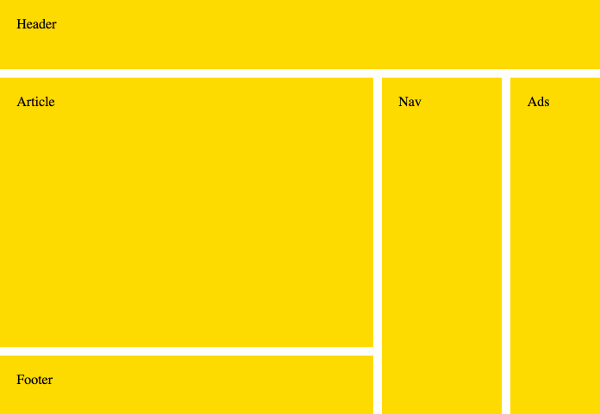 Header
Article
Nav
Ads
Footer